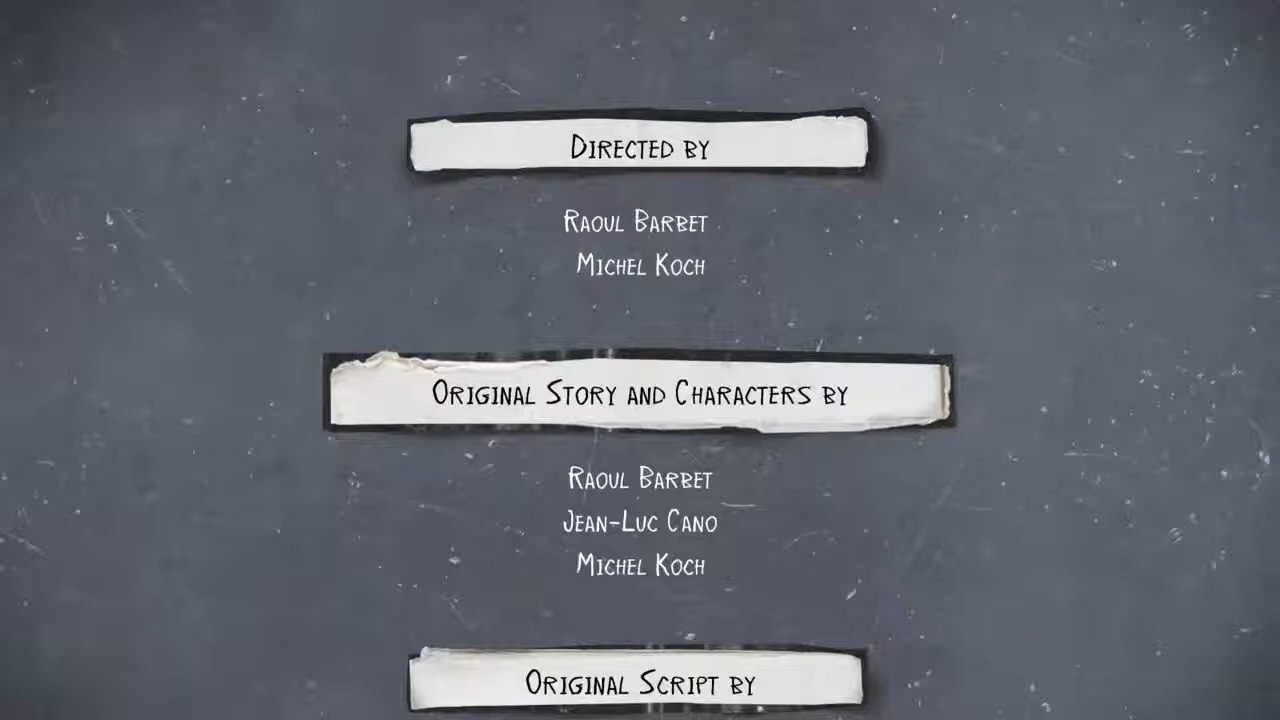 Directed by
Raoul Barbet
Michel Koch
Original Story and Characters by
Raoul Barbet
Jean-Luc Cano
Michel Koch
Original Script by